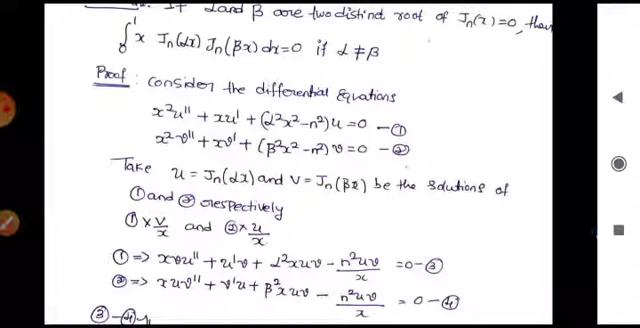 If α and β are two distinct root of Jn(x)=0, then
∫₀¹ x Jn(αx) Jn(βx) dx=0 if α ≠ β
Proof : Consider the differential Equations
x²u'' + xu' + (α²x²-n²)u = 0 -①
x²v'' + xv' + (β²x²-n²) v = 0 -②
Take u = Jn(αx) and v = Jn(βx) be the solutions of
① and ② respectively
① × v/x and ② × u/x
① => xvu'' + u'v + α²xuv - n²uv/x = 0 -③
② => xuv'' + v'u + β²xuv - n²uv/x = 0 -④
③-④